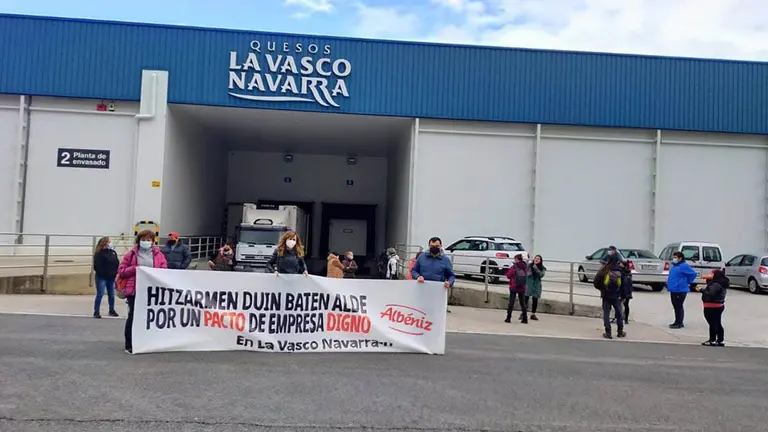 QUESOS
LA VASCO
NAVARRA
2 Planta de
envasado
HITZARMEN DUIN BATEN ALDE
POR UN PACTO DE EMPRESA DIGNO
Albéniz
En La Vasco Navarra-n